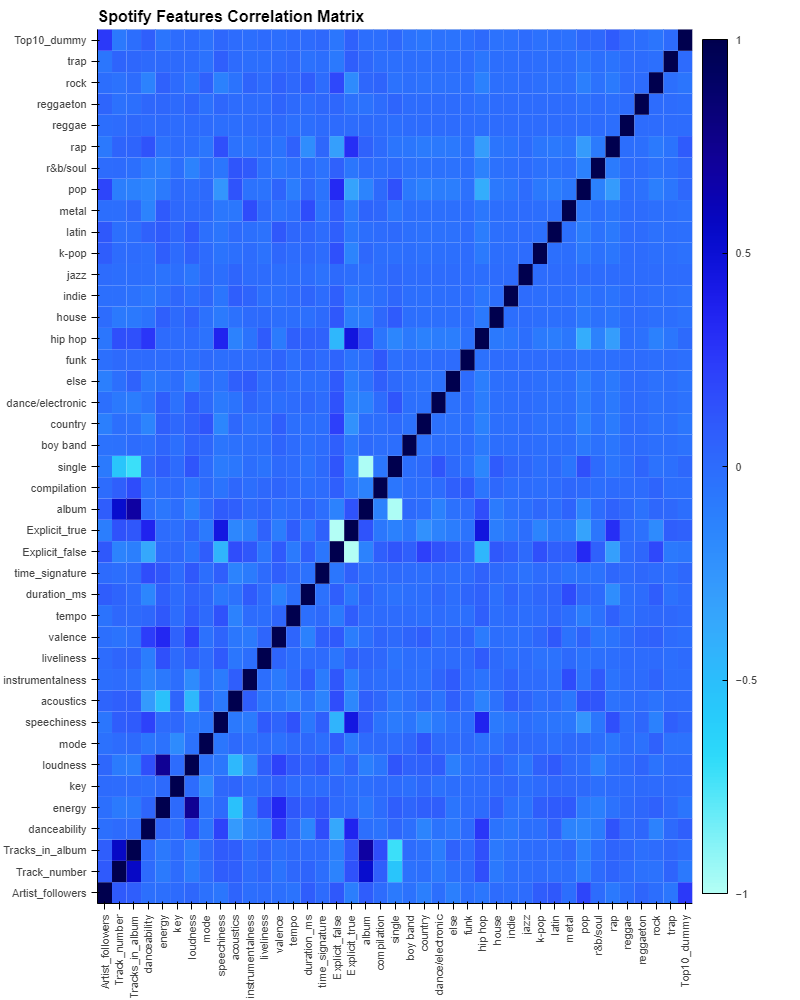 Spotify Features Correlation Matrix
Top10_dummy
trap
rock
reggaeton
reggae
rap
r&b/soul
pop
metal
latin
k-pop
jazz
indie
house
hip hop
funk
else
dance/electronic
country
boy band
single
compilation
album
Explicit_true
Explicit_false
time_signature
duration_ms
tempo
valence
liveliness
instrumentalness
acoustics
speechiness
mode
loudness
key
energy
danceability
Tracks_in_album
Track_number
Artist_followers
Artist_followers
Track_number
Tracks_in_album
danceability
energy
key
loudness
mode
speechiness
acoustics
instrumentalness
liveliness
valence
tempo
duration_ms
time_signature
Explicit_false
Explicit_true
album
compilation
single
boy band
country
dance/electronic
else
funk
hip hop
house
indie
jazz
k-pop
latin
metal
pop
r&b/soul
rap
reggae
reggaeton
rock
trap
Top10_dummy
1
0.5
0
−0.5
−1